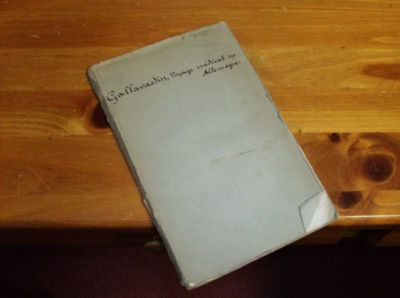 Gallavardin, Voyage médical en
Allemagne.